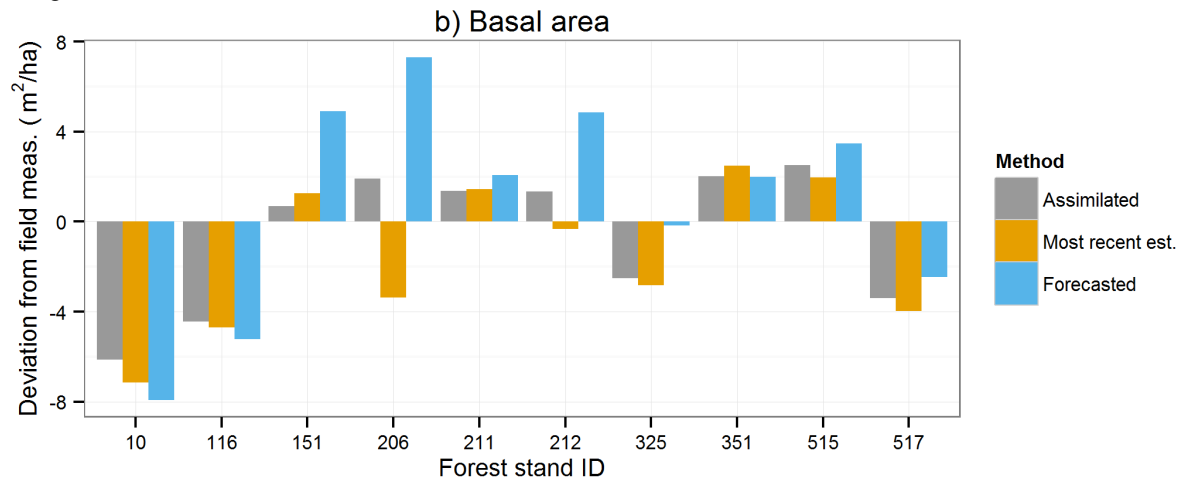 b) Basal area
Deviation from field meas. ( m²/ha)
8
4
0
-4
-8
10 116 151 206 211 212 325 351 515 517
Forest stand ID
Method
Assimilated
Most recent est.
Forecasted